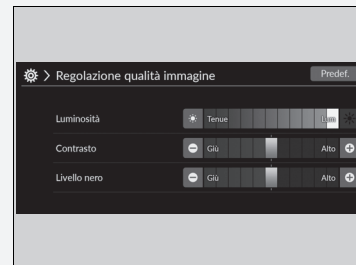 Regolazione qualità immagine
Predef.
Luminosità
Tenue
Lum
Contrasto
Giù
Alto
Livello nero
Giù
Alto